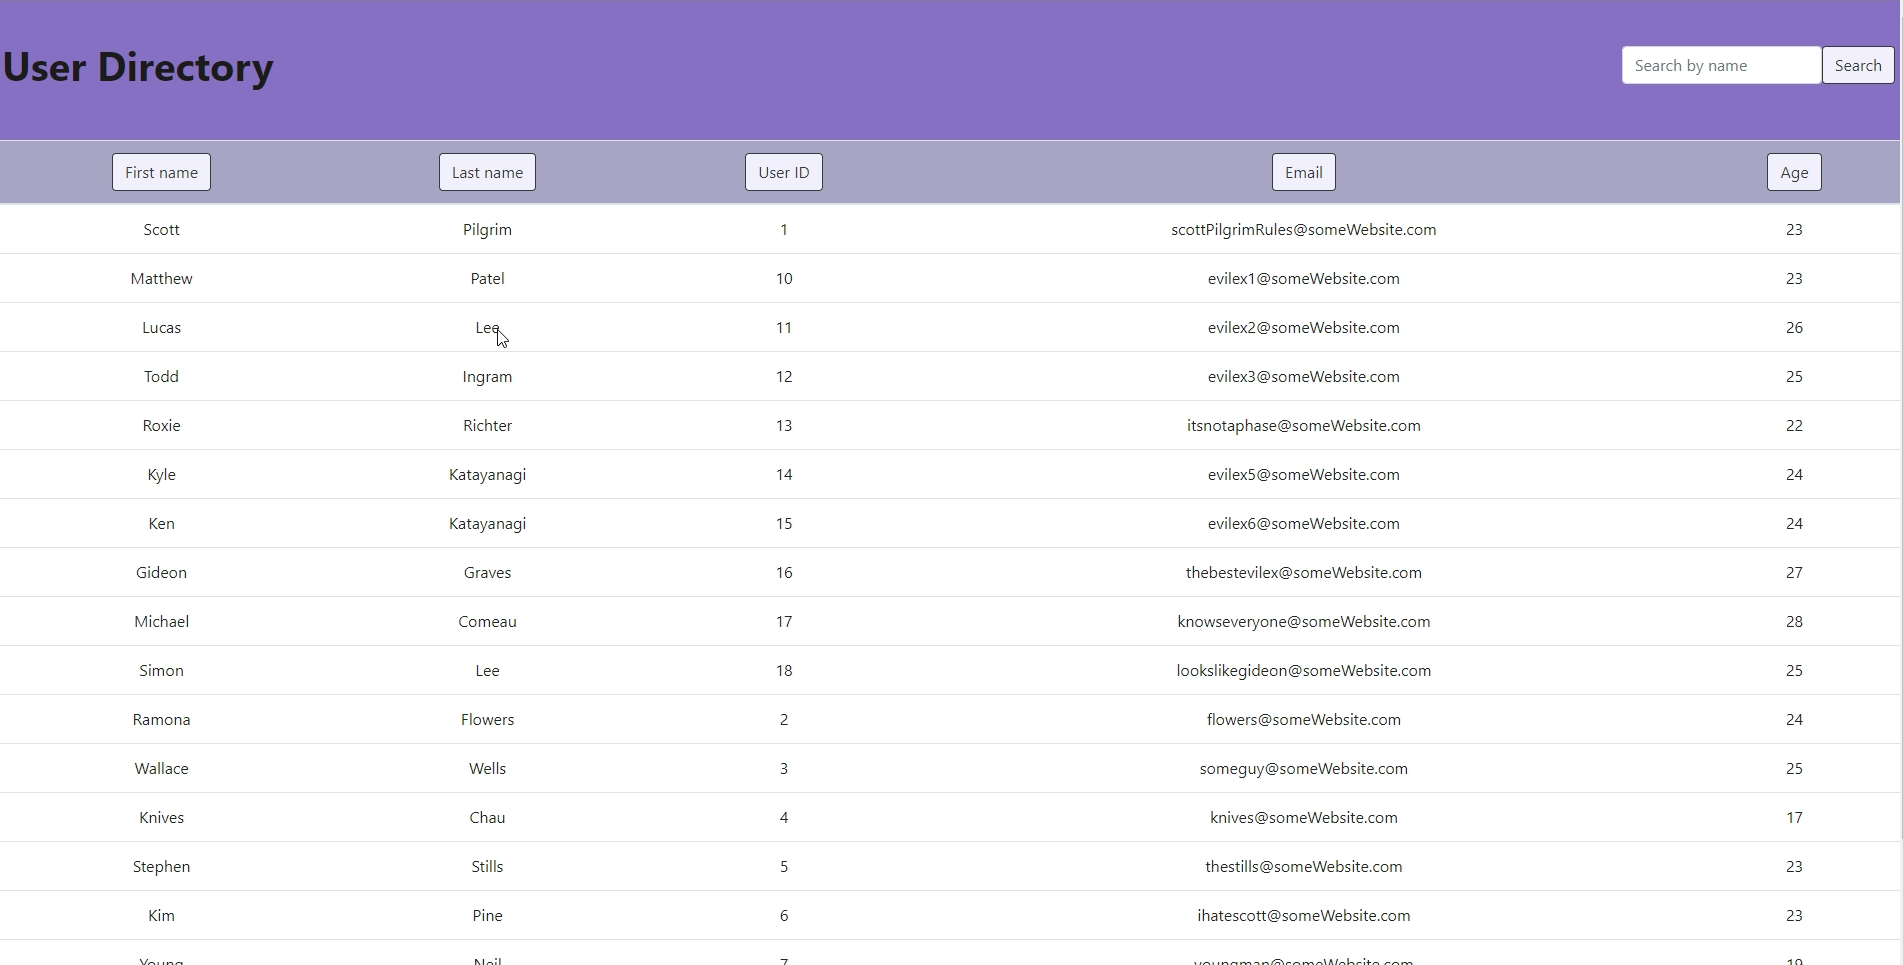 User Directory
Search by name Search
First name Last name User ID Email Age
Scott Pilgrim 1 scottPilgrimRules@someWebsite.com 23
Matthew Patel 10 evilex1@someWebsite.com 23
Lucas Lee 11 evilex2@someWebsite.com 26
Todd Ingram 12 evilex3@someWebsite.com 25
Roxie Richter 13 itsnotaphase@someWebsite.com 22
Kyle Katayanagi 14 evilex5@someWebsite.com 24
Ken Katayanagi 15 evilex6@someWebsite.com 24
Gideon Graves 16 thebestevilex@someWebsite.com 27
Michael Comeau 17 knowseveryone@someWebsite.com 28
Simon Lee 18 lookslikegideon@someWebsite.com 25
Ramona Flowers 2 flowers@someWebsite.com 24
Wallace Wells 3 someguy@someWebsite.com 25
Knives Chau 4 knives@someWebsite.com 17
Stephen Stills 5 thestills@someWebsite.com 23
Kim Pine 6 ihatescott@someWebsite.com 23
Young Neil 7 youngman@someWebsite.com 19